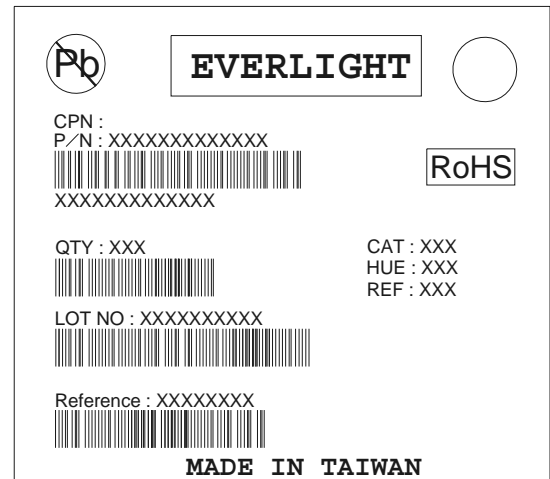 Pb
EVERLIGHT
CPN :
P/N : XXXXXXXXXXXXX
RoHS
XXXXXXXXXXXXX
QTY : XXX
CAT : XXX
HUE : XXX
REF : XXX
LOT NO : XXXXXXXXXX
Reference : XXXXXXXX
MADE IN TAIWAN